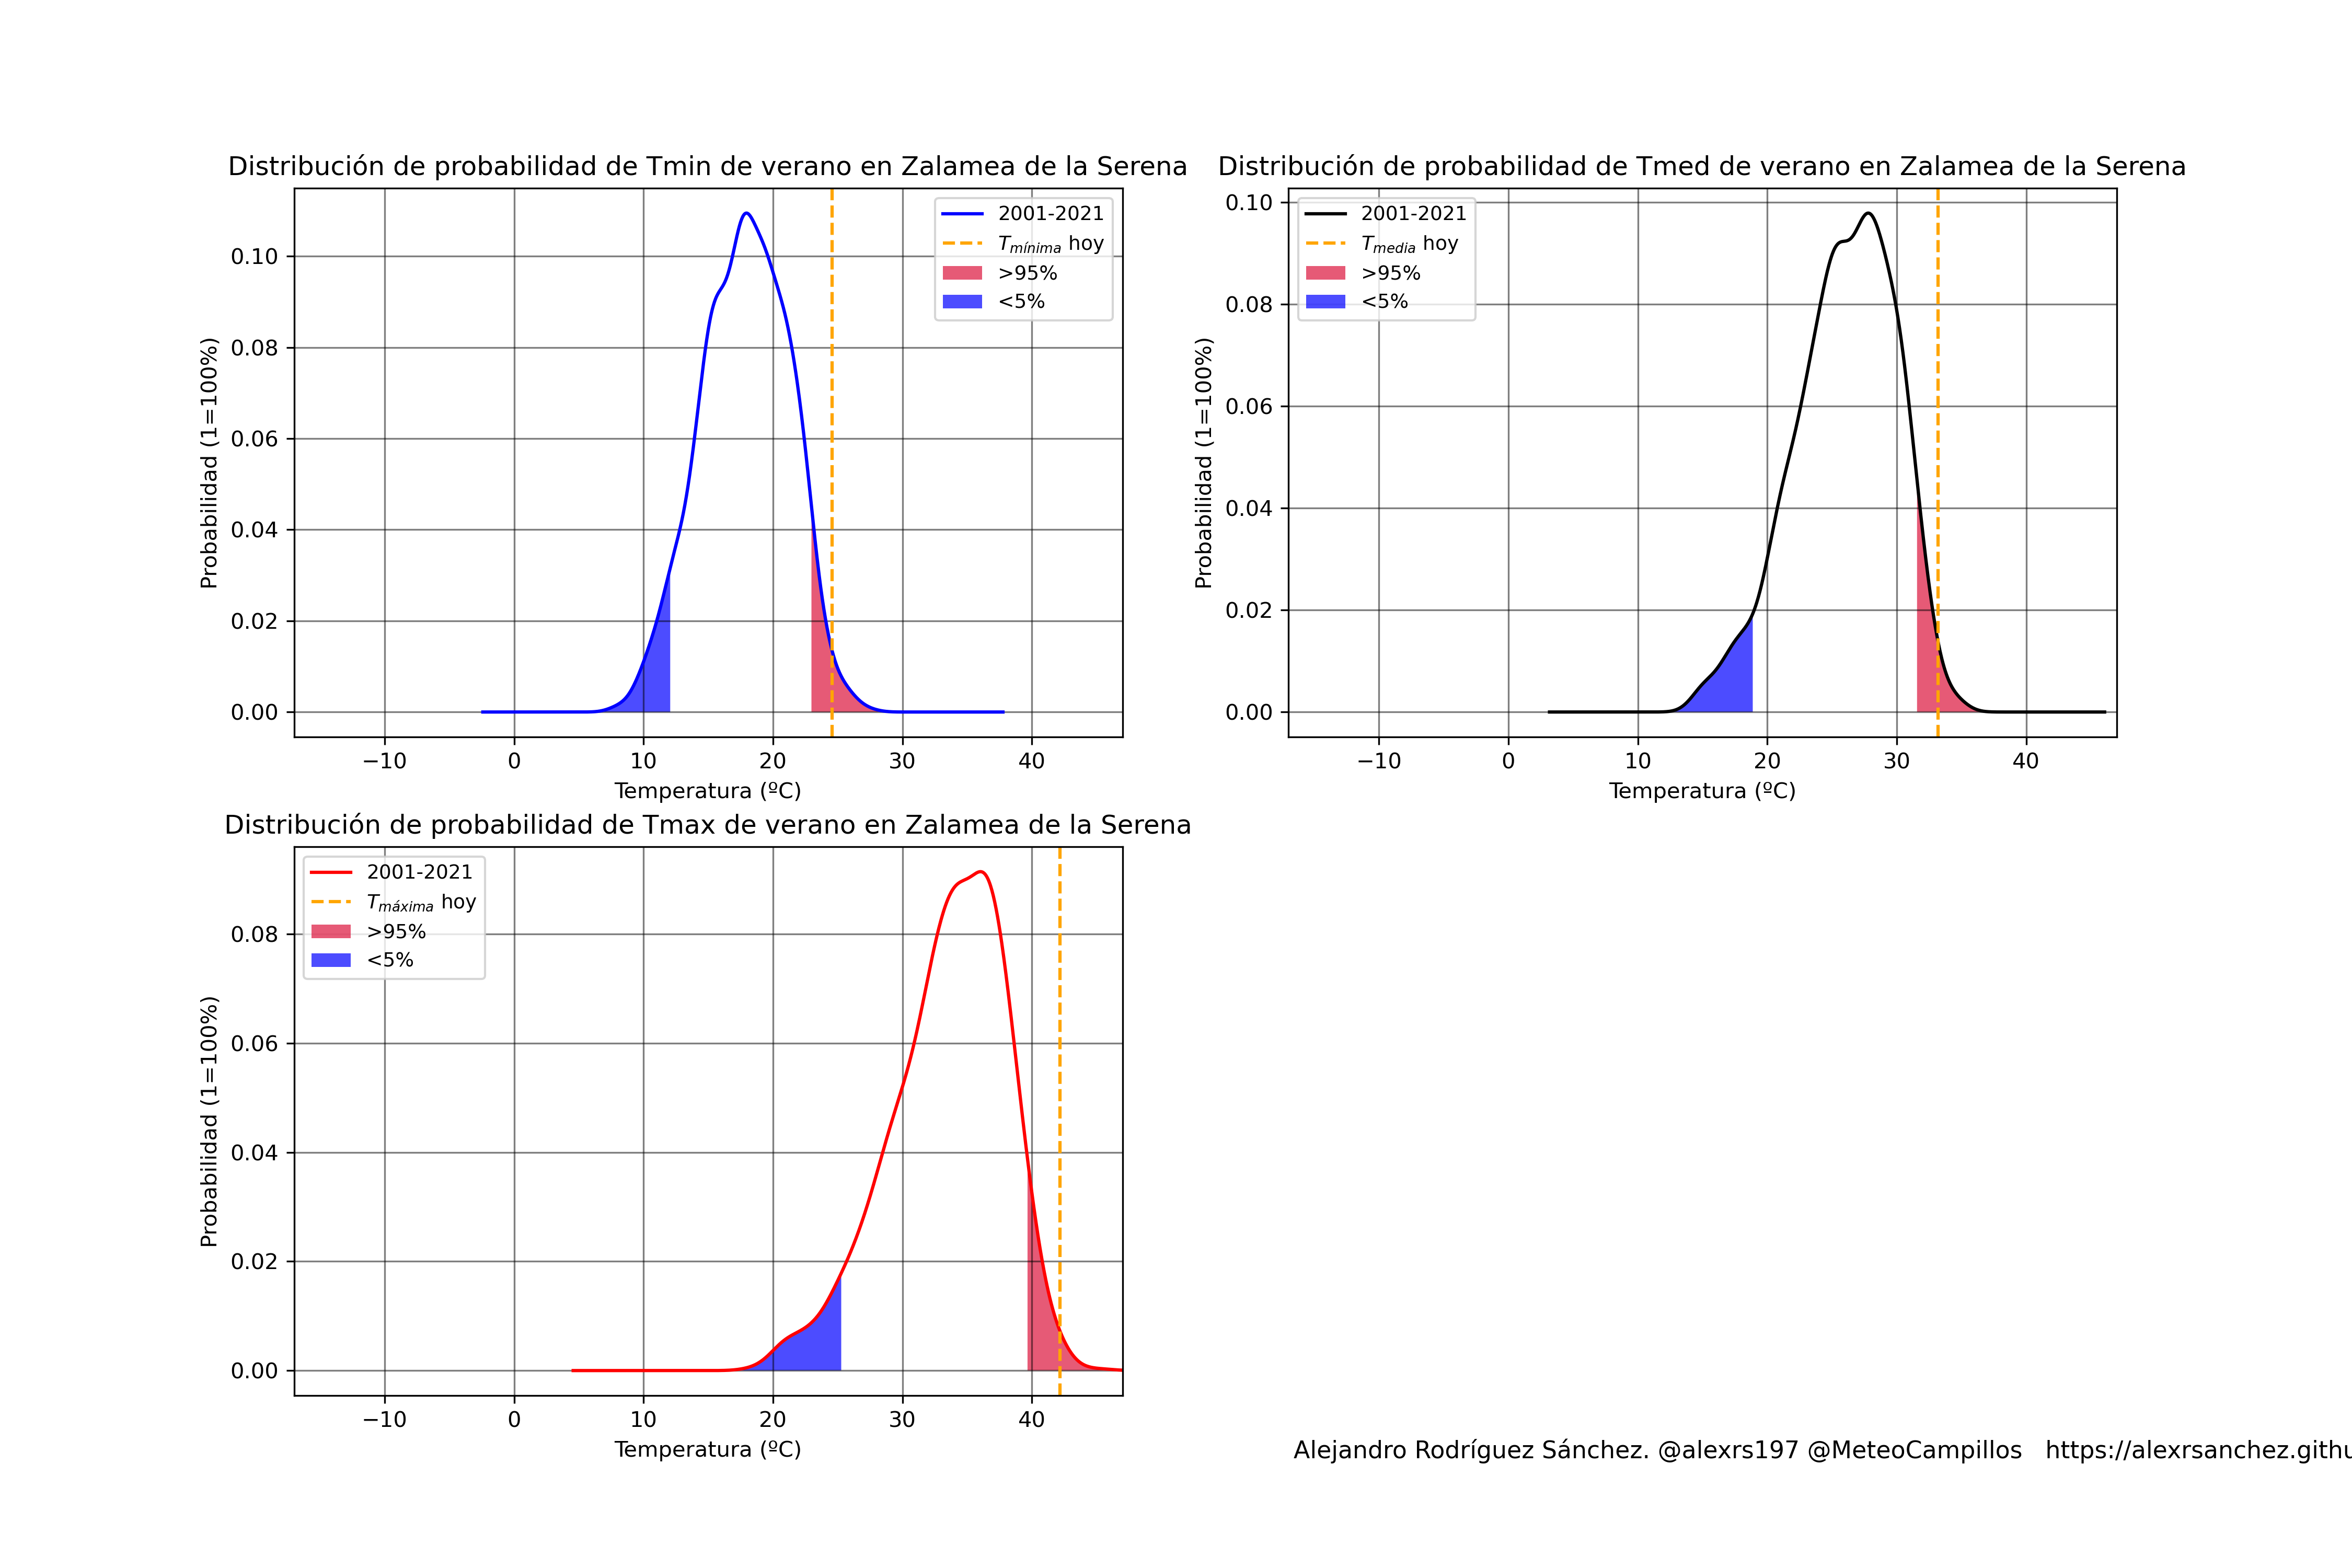 Distribución de probabilidad de Tmin de verano en Zalamea de la Serena
Probabilidad (1=100%)
0.10
0.08
0.06
0.04
0.02
0.00
2001-2021
Tmínima hoy
>95%
<5%
−10 0 10 20 30 40
Temperatura (ºC)
Distribución de probabilidad de Tmed de verano en Zalamea de la Serena
Probabilidad (1=100%)
0.10
0.08
0.06
0.04
0.02
0.00
2001-2021
Tmedia hoy
>95%
<5%
−10 0 10 20 30 40
Temperatura (ºC)
Distribución de probabilidad de Tmax de verano en Zalamea de la Serena
Probabilidad (1=100%)
0.08
0.06
0.04
0.02
0.00
2001-2021
Tmáxima hoy
>95%
<5%
−10 0 10 20 30 40
Temperatura (ºC)
Alejandro Rodríguez Sánchez. @alexrs197 @MeteoCampillos https://alexrsanchez.githu